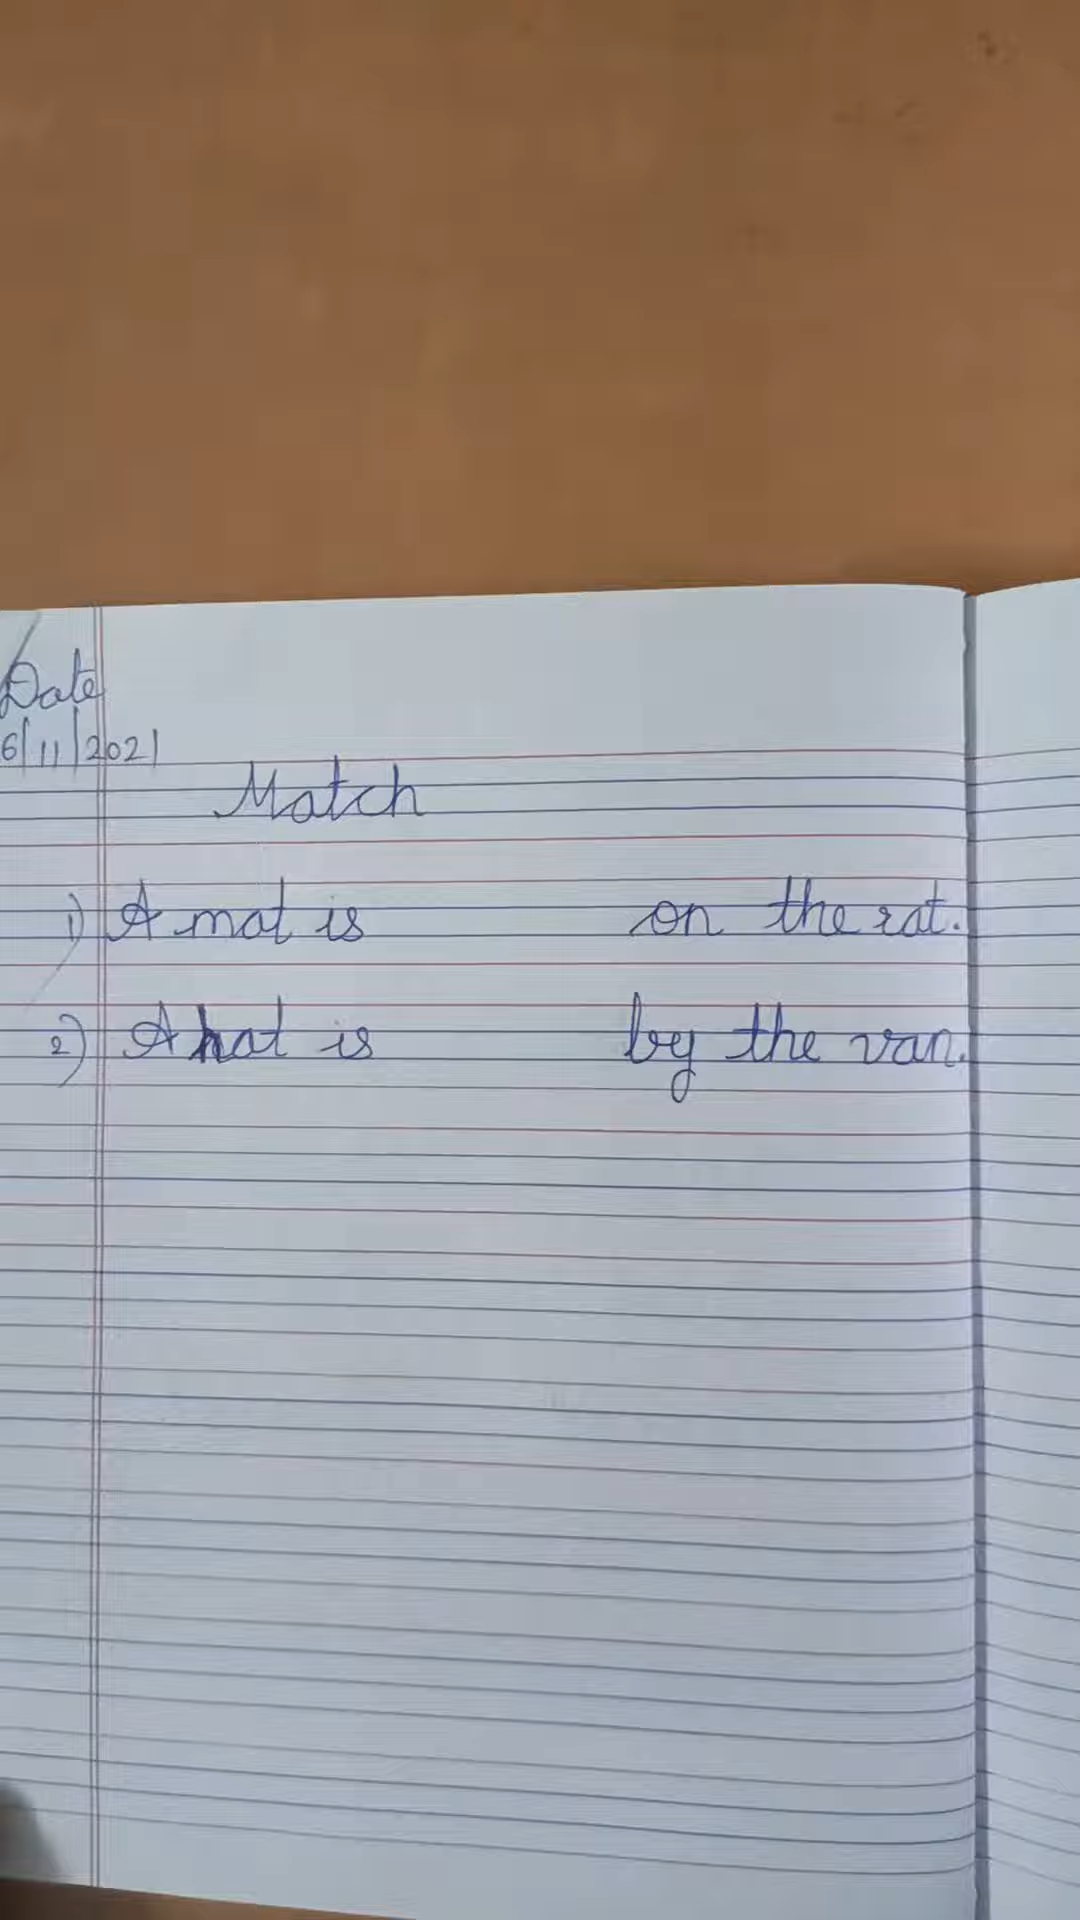 Date
6/11/2021
Match
1) A mat is on the rat.
2) A hat is by the van.